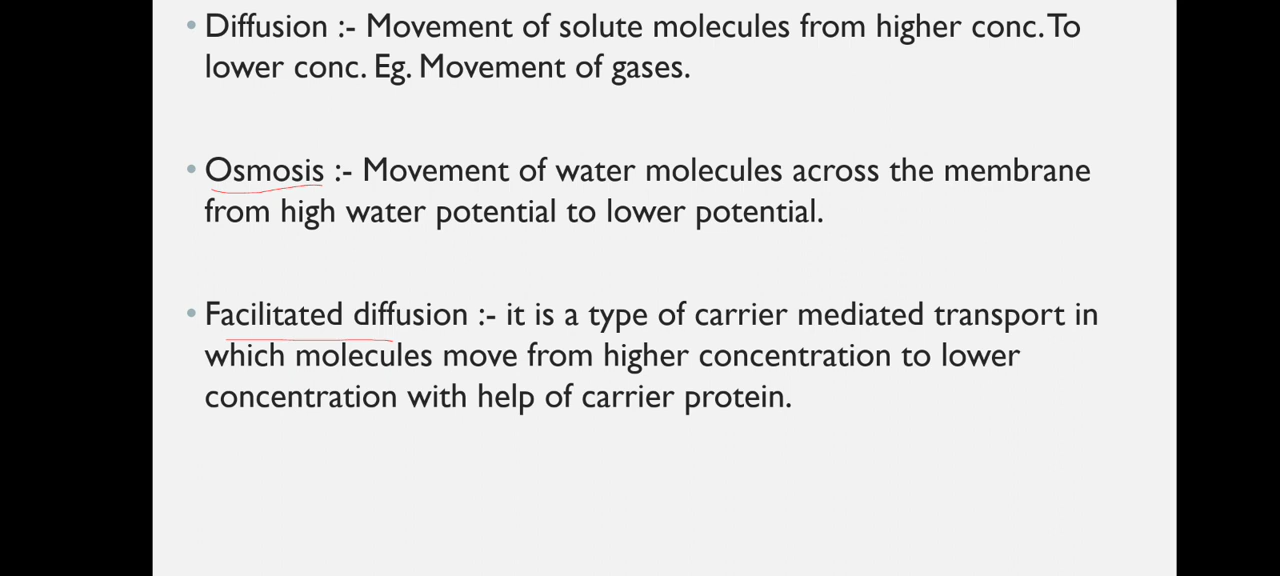 • Diffusion :- Movement of solute molecules from higher conc. To
lower conc. Eg. Movement of gases.
• Osmosis :- Movement of water molecules across the membrane
from high water potential to lower potential.
• Facilitated diffusion :- it is a type of carrier mediated transport in
which molecules move from higher concentration to lower
concentration with help of carrier protein.